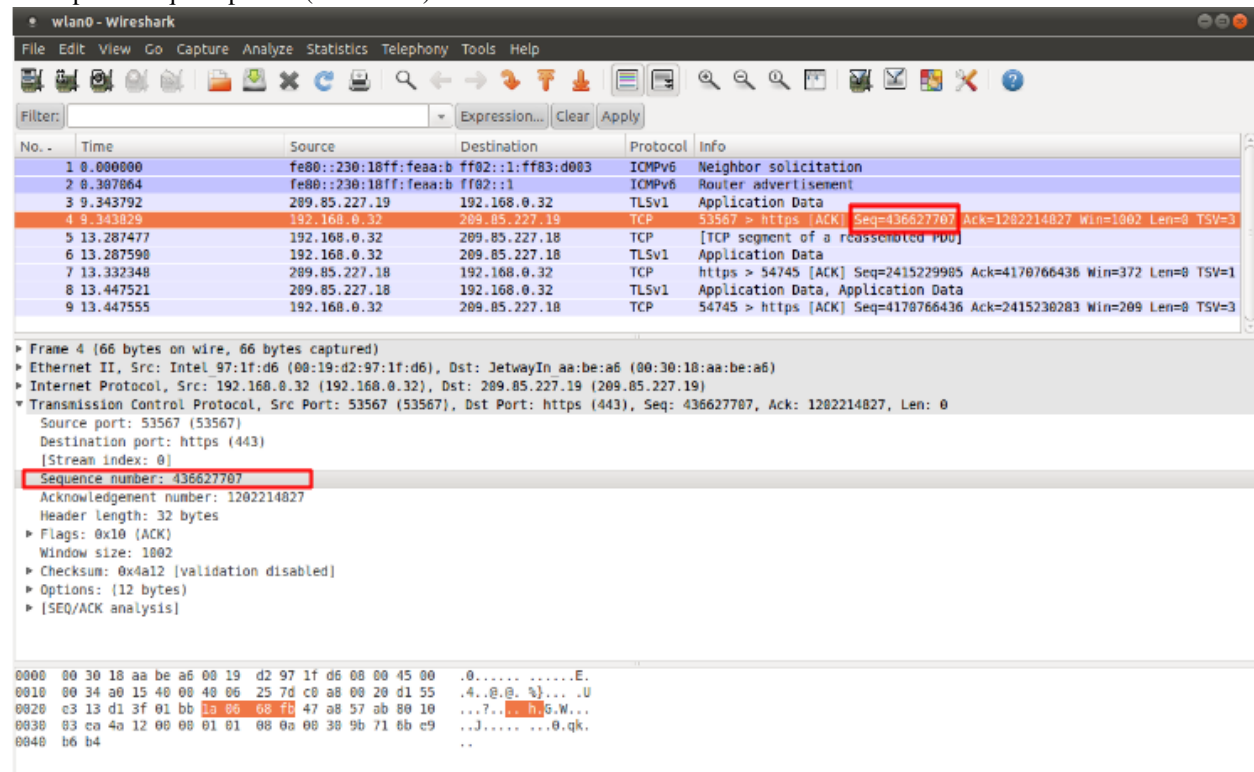 wlan0 - Wireshark
File Edit View Go Capture Analyze Statistics Telephony Tools Help
Filter: Expression... Clear Apply
No. . Time Source Destination Protocol Info
1 0.000000 fe80::230:18ff:feaa:b ff02::1:ff83:d003 ICMPv6 Neighbor solicitation
2 0.307064 fe80::230:18ff:feaa:b ff02::1 ICMPv6 Router advertisement
3 9.343792 209.85.227.19 192.168.0.32 TLSv1 Application Data
4 9.343829 192.168.0.32 209.85.227.19 TCP 53567 > https [ACK] Seq=436627707 Ack=1202214827 Win=1002 Len=0 TSV=3
5 13.287477 192.168.0.32 209.85.227.18 TCP [TCP segment of a reassembled PDU]
6 13.287590 192.168.0.32 209.85.227.18 TLSv1 Application Data
7 13.332348 209.85.227.18 192.168.0.32 TCP https > 54745 [ACK] Seq=2415229905 Ack=4170766436 Win=372 Len=0 TSV=1
8 13.447521 209.85.227.18 192.168.0.32 TLSv1 Application Data, Application Data
9 13.447555 192.168.0.32 209.85.227.18 TCP 54745 > https [ACK] Seq=4170766436 Ack=2415230283 Win=209 Len=0 TSV=3
Frame 4 (66 bytes on wire, 66 bytes captured)
Ethernet II, Src: Intel_97:1f:d6 (00:19:d2:97:1f:d6), Dst: JetwayIn_aa:be:a6 (00:30:18:aa:be:a6)
Internet Protocol, Src: 192.168.0.32 (192.168.0.32), Dst: 209.85.227.19 (209.85.227.19)
Transmission Control Protocol, Src Port: 53567 (53567), Dst Port: https (443), Seq: 436627707, Ack: 1202214827, Len: 0
Source port: 53567 (53567)
Destination port: https (443)
[Stream index: 0]
Sequence number: 436627707
Acknowledgement number: 1202214827
Header length: 32 bytes
Flags: 0x10 (ACK)
Window size: 1002
Checksum: 0x4a12 [validation disabled]
Options: (12 bytes)
[SEQ/ACK analysis]
0000 00 30 18 aa be a6 00 19 d2 97 1f d6 08 00 45 00 .0...... ......E.
0010 00 34 a0 15 40 00 40 06 25 7d c0 a8 00 20 d1 55 .4..@.@. %}... .U
0020 e3 13 d1 3f 01 bb 1a 06 68 fb 47 a8 57 ab 80 10 ...?.... h.G.W...
0030 03 ea 4a 12 00 00 01 01 08 0a 00 30 9b 71 6b e9 ..J..... ...0.qk.
0040 b6 b4 ..